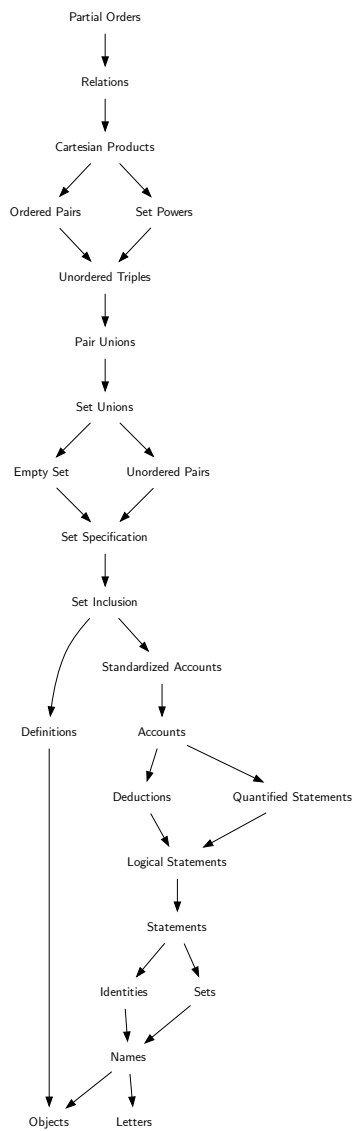 Partial Orders
Relations
Cartesian Products
Ordered Pairs
Set Powers
Unordered Triples
Pair Unions
Set Unions
Empty Set
Unordered Pairs
Set Specification
Set Inclusion
Standardized Accounts
Definitions
Accounts
Deductions
Quantified Statements
Logical Statements
Statements
Identities
Sets
Names
Objects
Letters